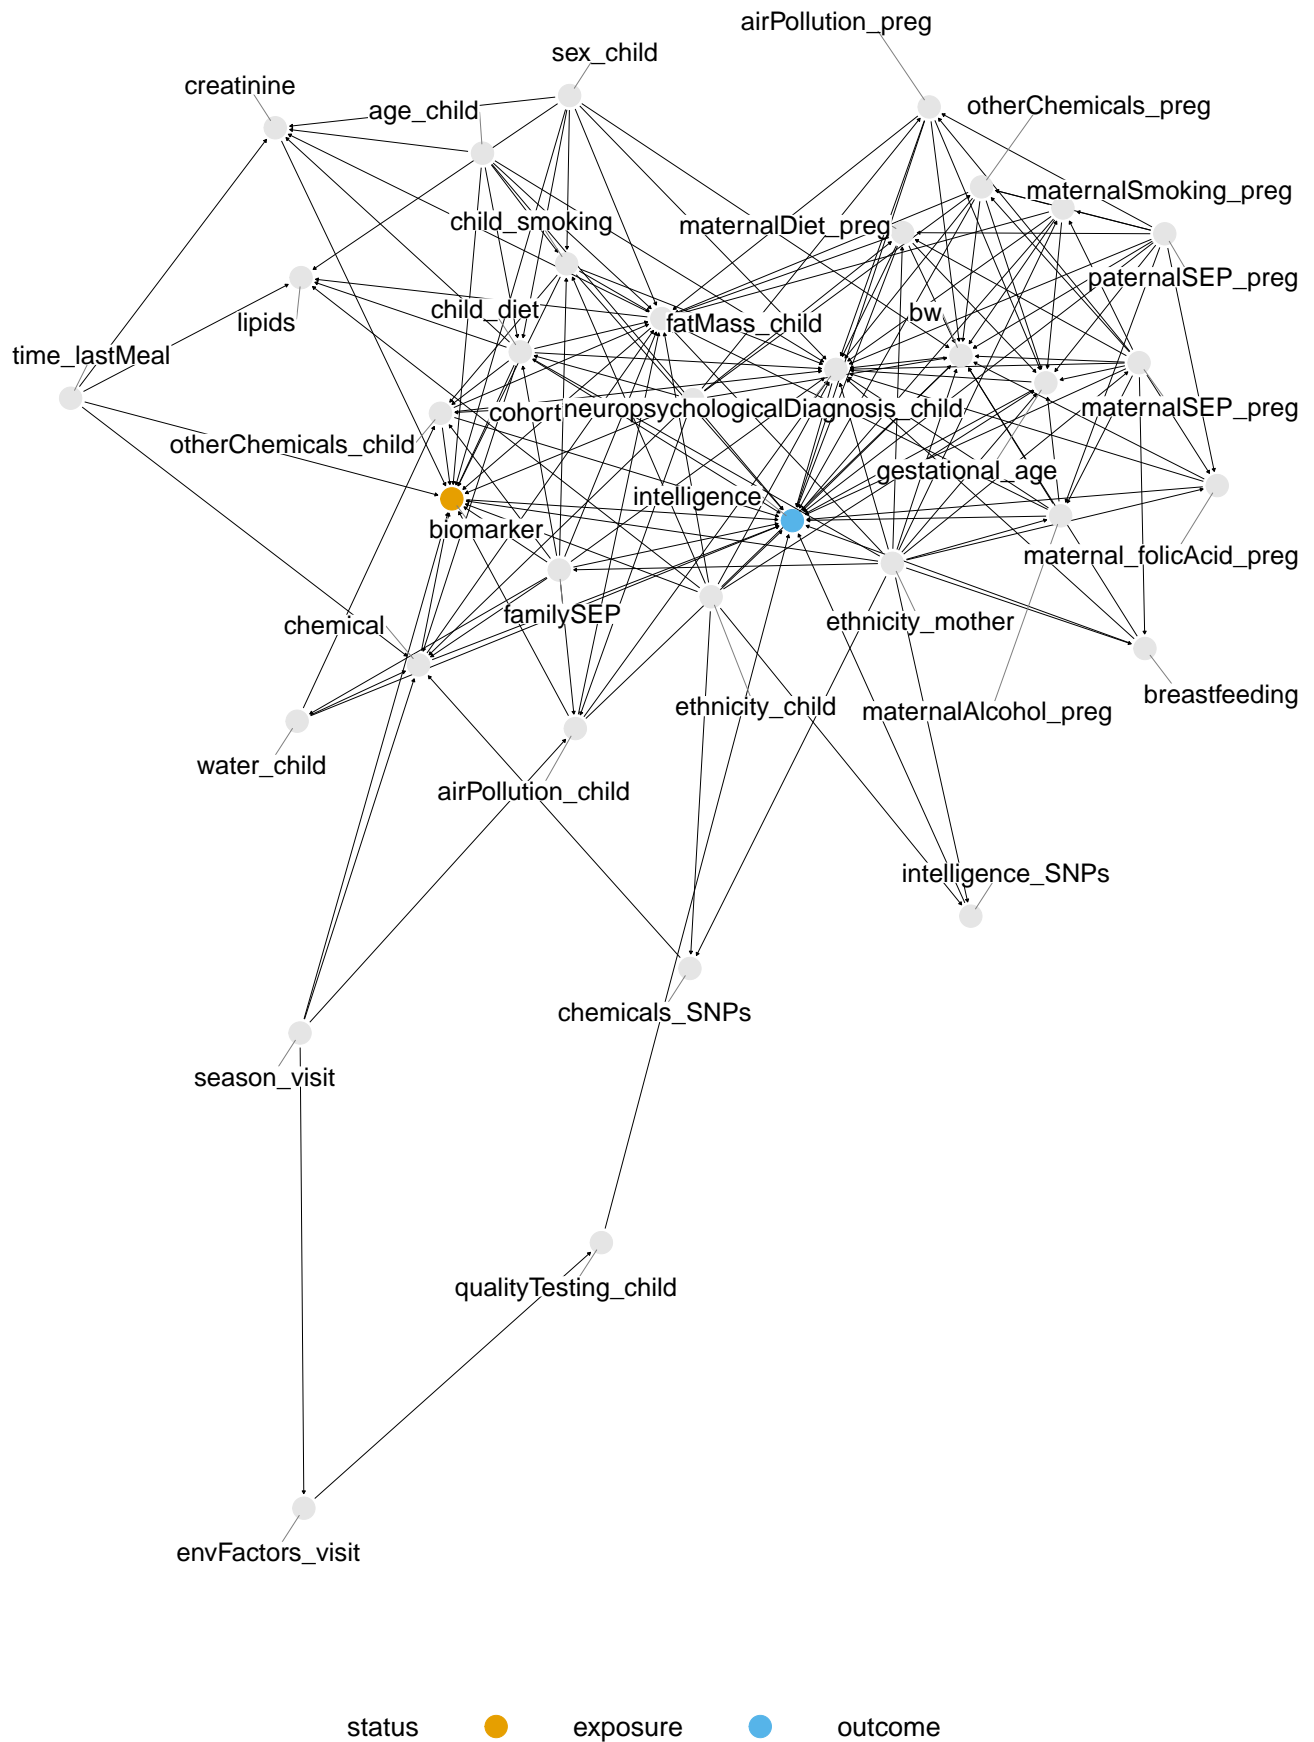 airPollution_preg
sex_child
creatinine
age_child
otherChemicals_preg
maternalSmoking_preg
child_smoking
maternalDiet_preg
paternalSEP_preg
child_diet
bw
lipids
fatMass_child
time_lastMeal
cohort
neuropsychologicalDiagnosis_child
maternalSEP_preg
otherChemicals_child
gestational_age
intelligence
biomarker
maternal_folicAcid_preg
familySEP
ethnicity_mother
chemical
breastfeeding
ethnicity_child
maternalAlcohol_preg
water_child
airPollution_child
intelligence_SNPs
chemicals_SNPs
season_visit
qualityTesting_child
envFactors_visit
status exposure outcome